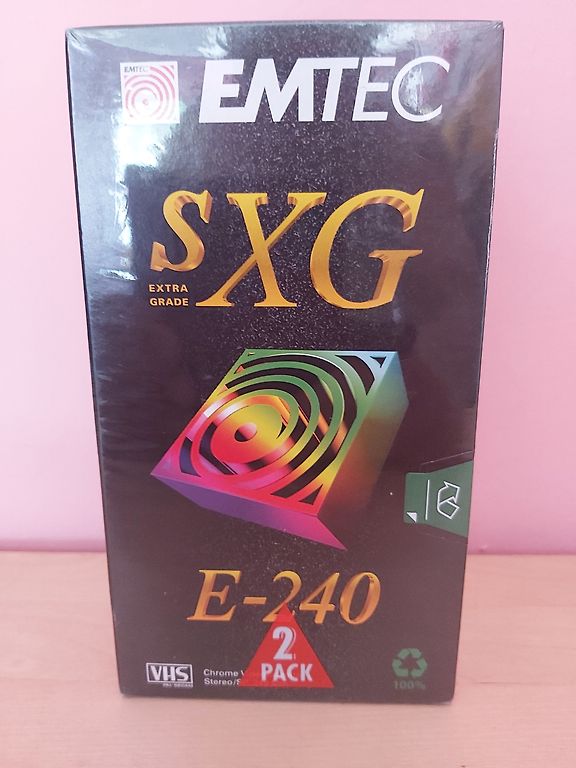 EMTEC
EMTEC
SXG
EXTRA
GRADE
E-240
2
PACK
VHS
Chrome
Stereo/S
100%